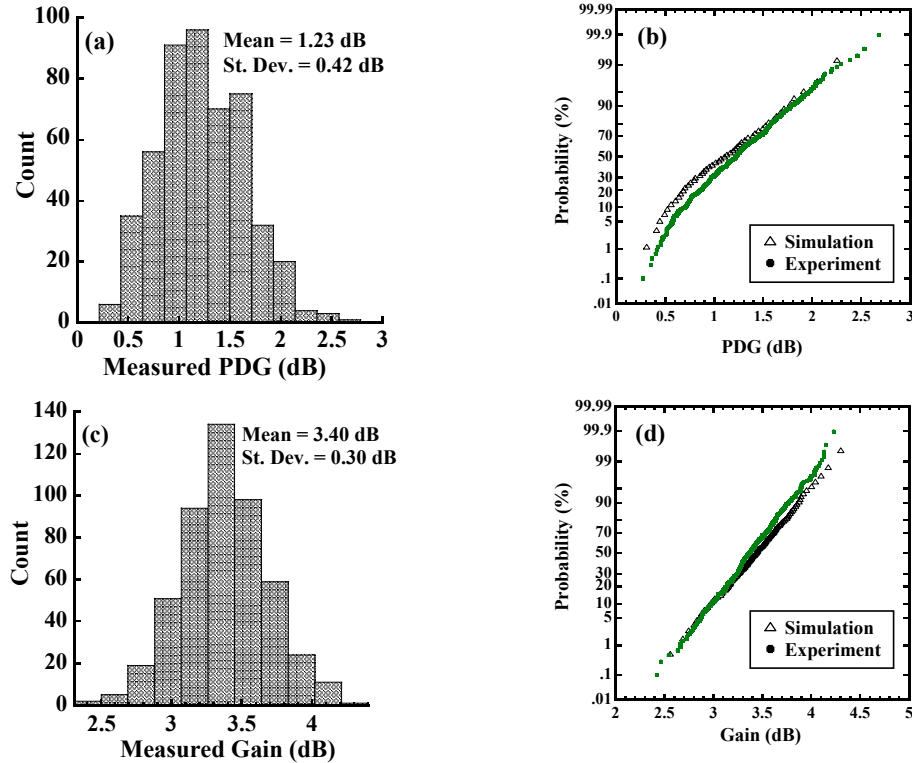 (a)
Mean = 1.23 dB
St. Dev. = 0.42 dB
Count
100
80
60
40
20
0
0 0.5 1 1.5 2 2.5 3
Measured PDG (dB)
(b)
Probability (%)
99.99
99.9
99
90
70
50
30
20
10
5
1
.1
.01
Simulation
Experiment
0 0.5 1 1.5 2 2.5 3
PDG (dB)
(c)
Mean = 3.40 dB
St. Dev. = 0.30 dB
Count
140
120
100
80
60
40
20
0
2.5 3 3.5 4
Measured Gain (dB)
(d)
Probability (%)
99.99
99.9
99
90
70
50
30
20
10
5
1
.1
.01
Simulation
Experiment
2 2.5 3 3.5 4 4.5 5
Gain (dB)